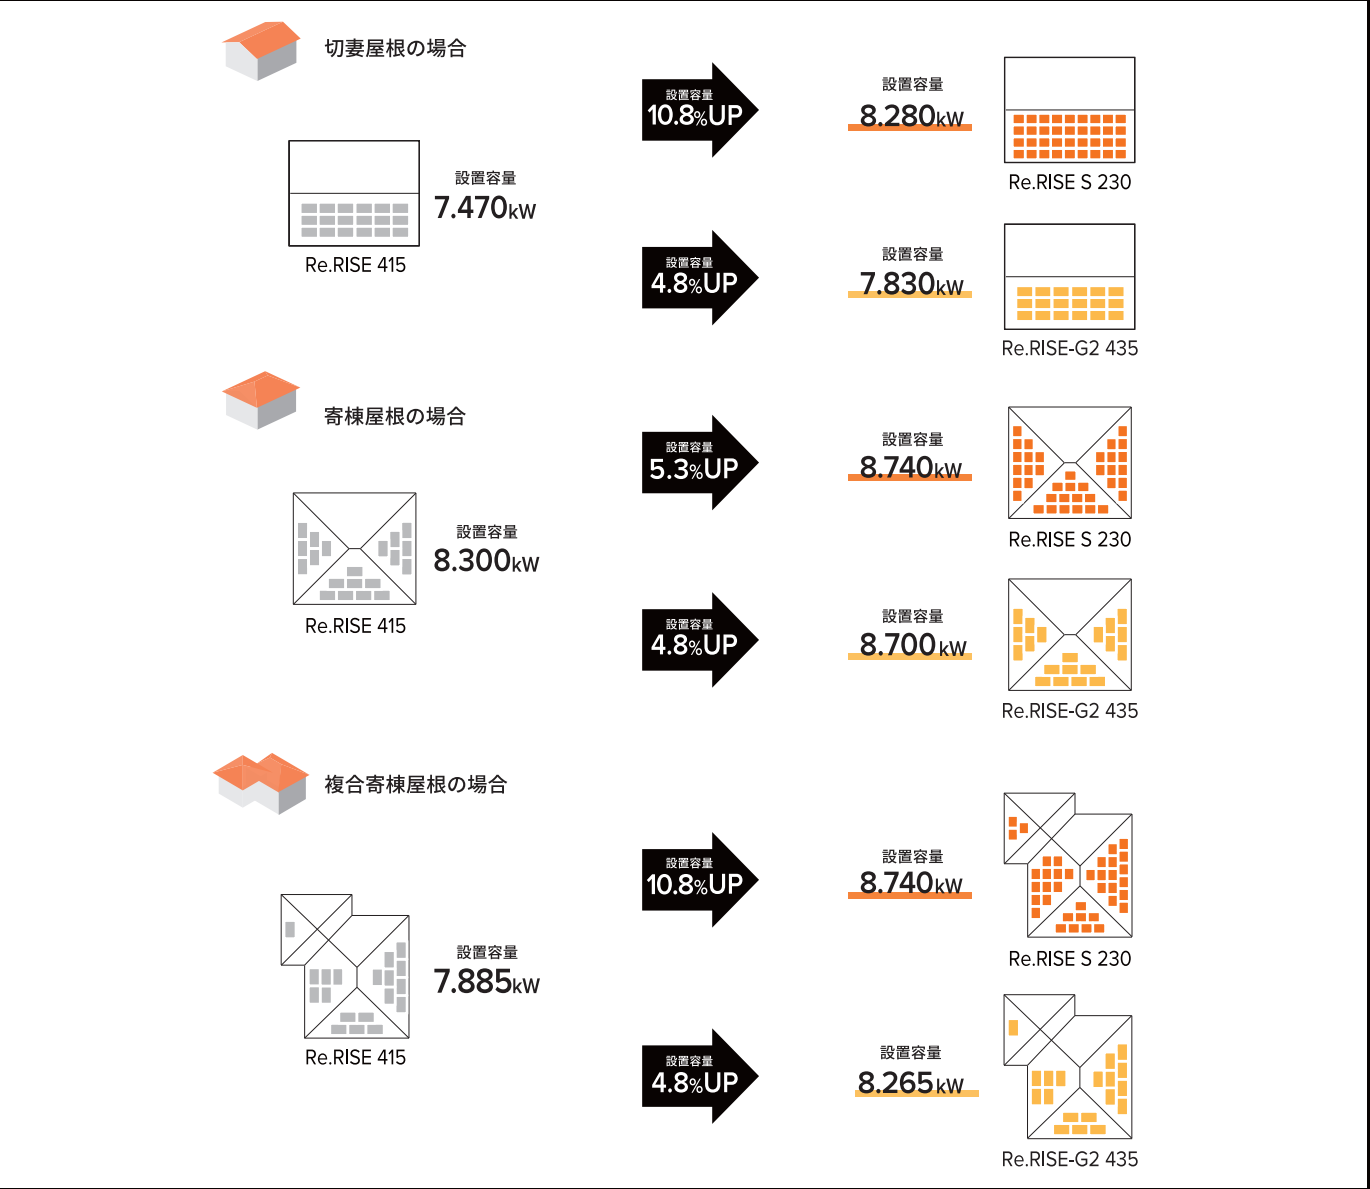 切妻屋根の場合
設置容量
7.470kW
Re.RISE 415
設置容量
10.8%UP
設置容量
8.280kW
Re.RISE S 230
設置容量
4.8%UP
設置容量
7.830kW
Re.RISE-G2 435
寄棟屋根の場合
設置容量
8.300kW
Re.RISE 415
設置容量
5.3%UP
設置容量
8.740kW
Re.RISE S 230
設置容量
4.8%UP
設置容量
8.700kW
Re.RISE-G2 435
複合寄棟屋根の場合
設置容量
7.885kW
Re.RISE 415
設置容量
10.8%UP
設置容量
8.740kW
Re.RISE S 230
設置容量
4.8%UP
設置容量
8.265kW
Re.RISE-G2 435